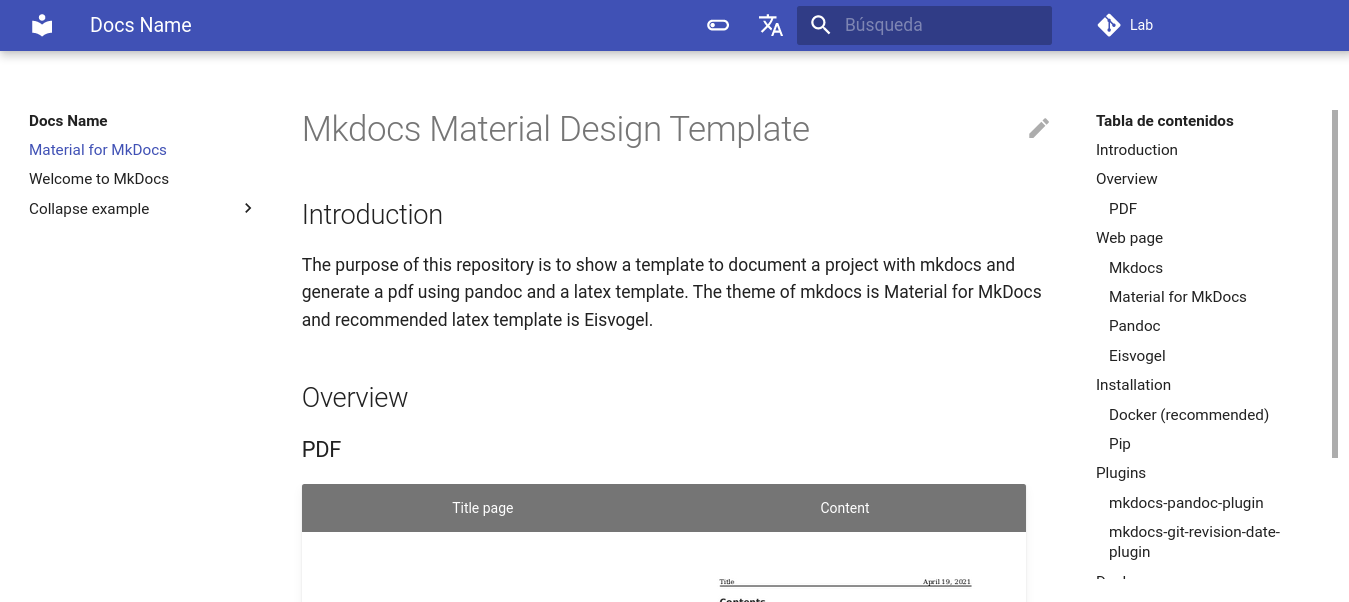 Docs Name
Búsqueda
Lab
Docs Name
Material for MkDocs
Welcome to MkDocs
Collapse example
Mkdocs Material Design Template
Introduction
The purpose of this repository is to show a template to document a project with mkdocs and
generate a pdf using pandoc and a latex template. The theme of mkdocs is Material for MkDocs
and recommended latex template is Eisvogel.
Overview
PDF
Title page
Content
Title
April 19, 2021
Contents
Tabla de contenidos
Introduction
Overview
PDF
Web page
Mkdocs
Material for MkDocs
Pandoc
Eisvogel
Installation
Docker (recommended)
Pip
Plugins
mkdocs-pandoc-plugin
mkdocs-git-revision-date-
plugin